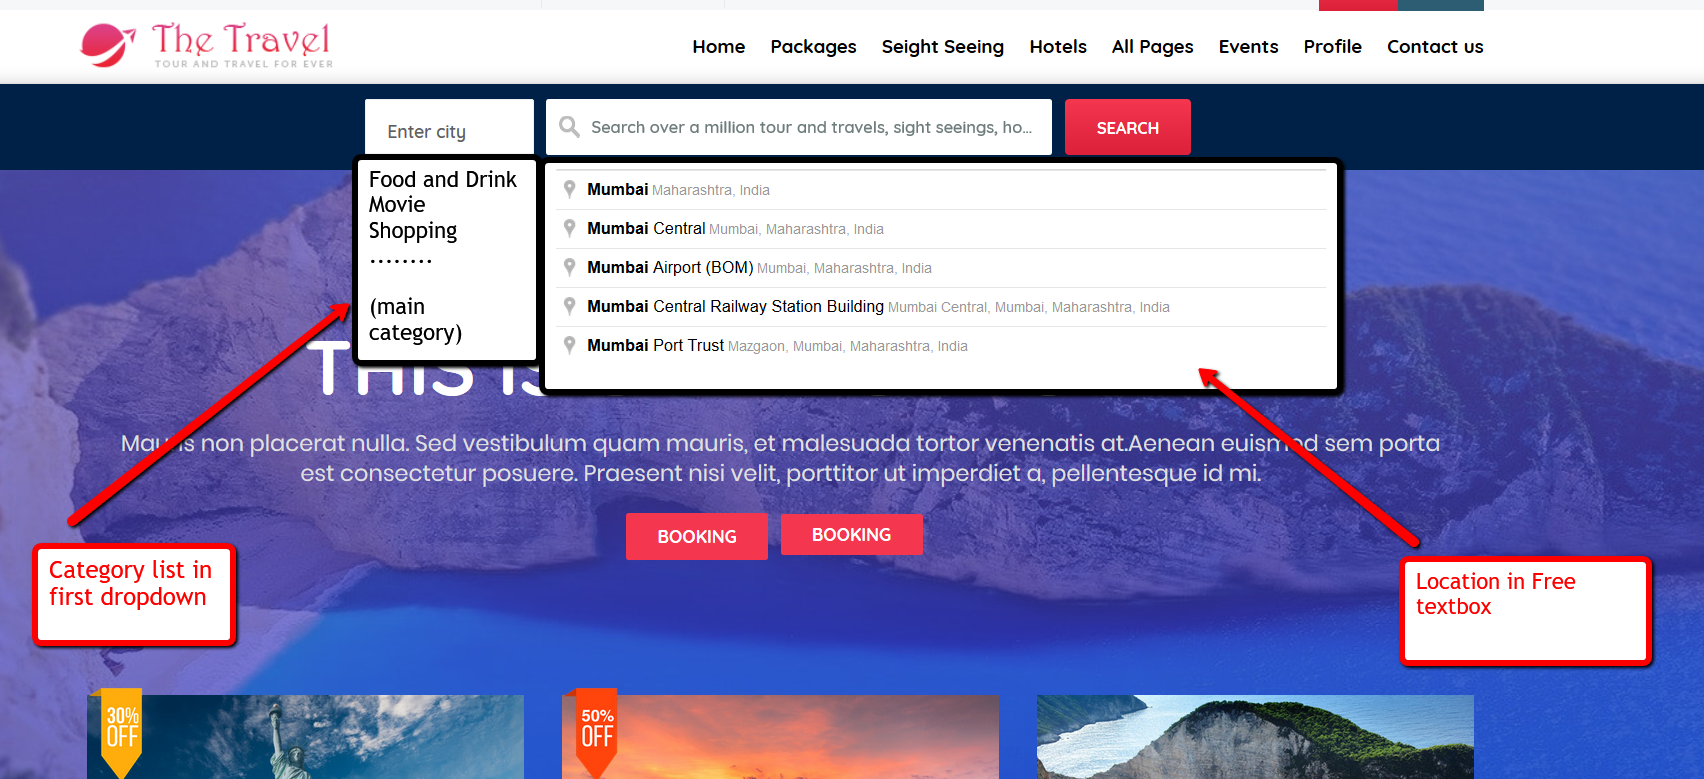 The Travel
TOUR AND TRAVEL FOR EVER
Home Packages Seight Seeing Hotels All Pages Events Profile Contact us
Enter city
Search over a million tour and travels, sight seeings, ho...
SEARCH
Food and Drink
Movie
Shopping
........
(main
category)
Mumbai Maharashtra, India
Mumbai Central Mumbai, Maharashtra, India
Mumbai Airport (BOM) Mumbai, Maharashtra, India
Mumbai Central Railway Station Building Mumbai Central, Mumbai, Maharashtra, India
Mumbai Port Trust Mazgaon, Mumbai, Maharashtra, India
THIS IS
Mauris non placerat nulla. Sed vestibulum quam mauris, et malesuada tortor venenatis at.Aenean euismod sem porta
est consectetur posuere. Praesent nisi velit, porttitor ut imperdiet a, pellentesque id mi.
BOOKING BOOKING
Category list in
first dropdown
Location in Free
textbox
30%
OFF
50%
OFF